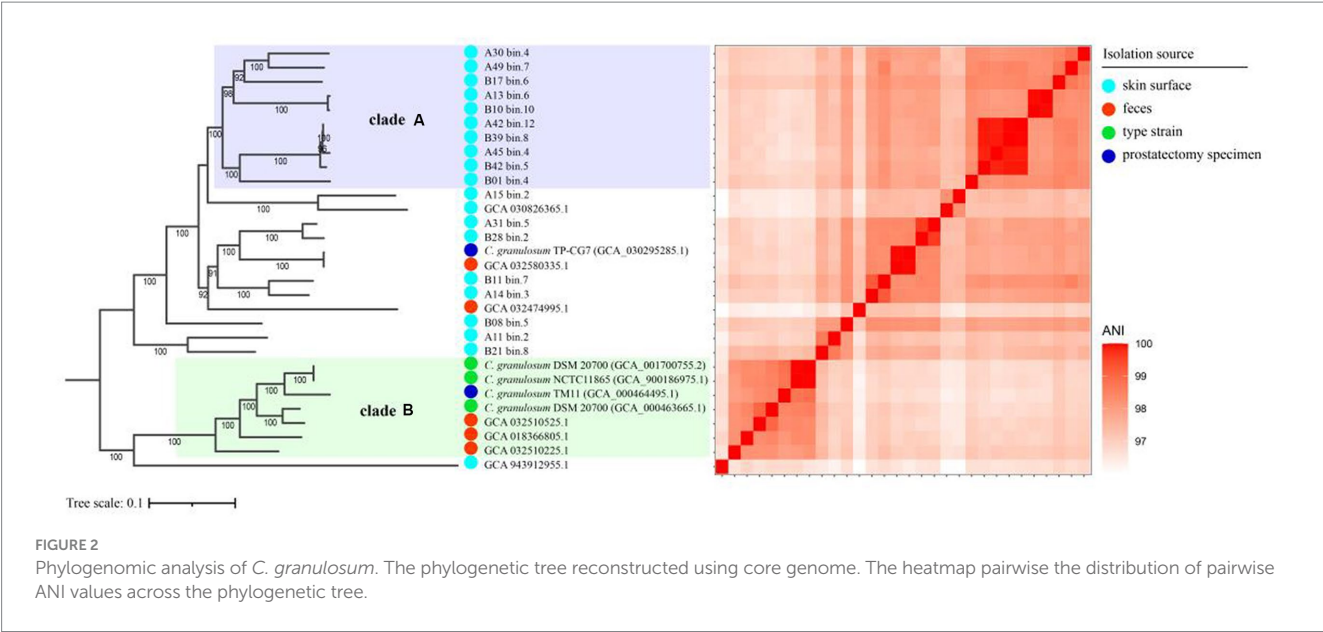 A30 bin.4
A49 bin.7
B17 bin.6
A13 bin.6
B10 bin.10
A42 bin.12
B39 bin.8
A45 bin.4
B42 bin.5
B01 bin.4
A15 bin.2
GCA 030826365.1
A31 bin.5
B28 bin.2
C. granulosum TP-CG7 (GCA_030295285.1)
GCA 032580335.1
B11 bin.7
A14 bin.3
GCA 032474995.1
B08 bin.5
A11 bin.2
B21 bin.8
C. granulosum DSM 20700 (GCA_001700755.2)
C. granulosum NCTC11865 (GCA_900186975.1)
C. granulosum TM11 (GCA_000464495.1)
C. granulosum DSM 20700 (GCA_000463665.1)
GCA 032510525.1
GCA 018366805.1
GCA 032510225.1
GCA 943912955.1
clade A
clade B
100
92
98
100
100
100
100
100
100
100
100
100
100
91
92
100
100
100
100
100
100
100
100
100
100
Tree scale: 0.1
Isolation source
skin surface
feces
type strain
prostatectomy specimen
ANI
100
99
98
97
FIGURE 2
Phylogenomic analysis of C. granulosum. The phylogenetic tree reconstructed using core genome. The heatmap pairwise the distribution of pairwise
ANI values across the phylogenetic tree.